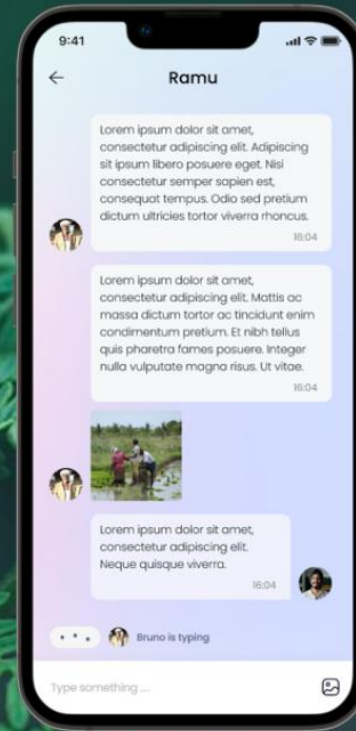 9:41
Ramu
Lorem ipsum dolor sit amet,
consectetur adipiscing elit. Adipiscing
sit ipsum libero posuere eget. Nisi
consectetur semper sapien est,
consequat tempus. Odio sed pretium
dictum ultricies tortor viverra rhoncus.
16:04
Lorem ipsum dolor sit amet,
consectetur adipiscing elit. Mattis ac
massa dictum tortor ac tincidunt enim
condimentum pretium. Et nibh tellus
quis pharetra fames posuere. Integer
nulla vulputate magna risus. Ut vitae.
16:04
Lorem ipsum dolor sit amet,
consectetur adipiscing elit.
Neque quisque viverra.
16:04
Bruno is typing
Type something ...